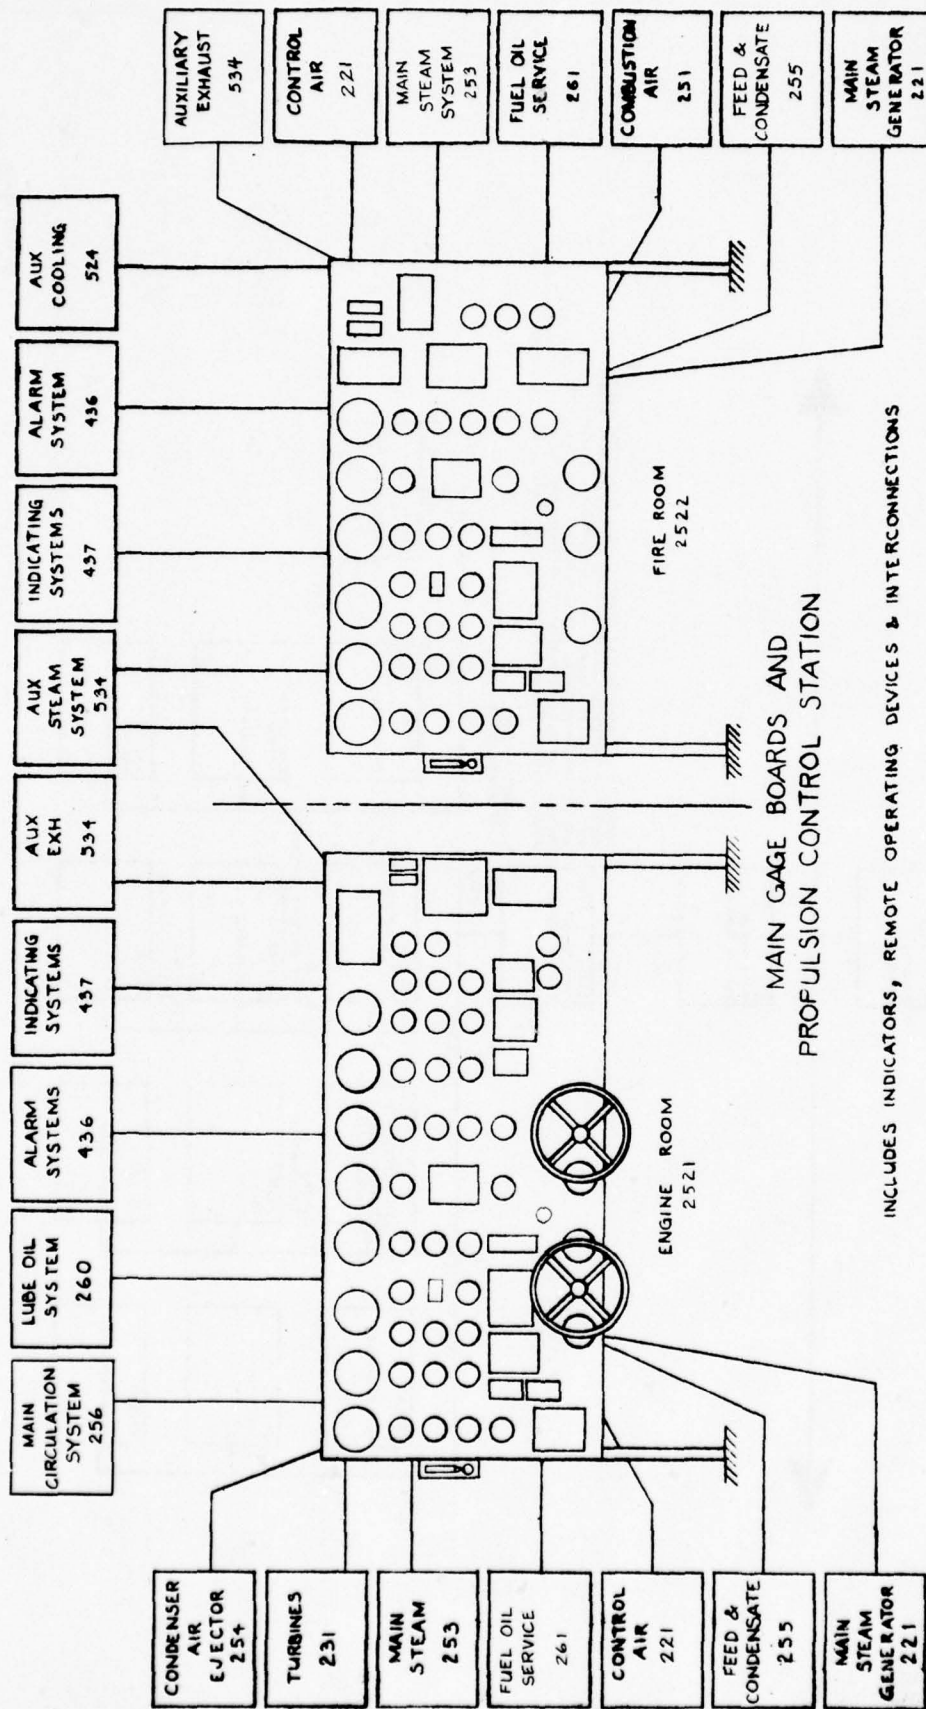 MAIN
CIRCULATION
SYSTEM
256
LUBE OIL
SYSTEM
260
ALARM
SYSTEMS
436
INDICATING
SYSTEMS
437
AUX
EXH
534
AUX
STEAM
SYSTEM
534
INDICATING
SYSTEMS
437
ALARM
SYSTEM
436
AUX
COOLING
524
CONDENSER
AIR
EJECTOR
254
TURBINES
231
MAIN
STEAM
253
FUEL OIL
SERVICE
261
CONTROL
AIR
221
FEED &
CONDENSATE
255
MAIN
STEAM
GENERATOR
221
AUXILIARY
EXHAUST
534
CONTROL
AIR
221
MAIN
STEAM
SYSTEM
253
FUEL OIL
SERVICE
261
COMBUSTION
AIR
251
FEED &
CONDENSATE
255
MAIN
STEAM
GENERATOR
221
ENGINE ROOM
2521
FIRE ROOM
2522
MAIN GAGE BOARDS AND
PROPULSION CONTROL STATION
INCLUDES INDICATORS, REMOTE OPERATING DEVICES & INTERCONNECTIONS